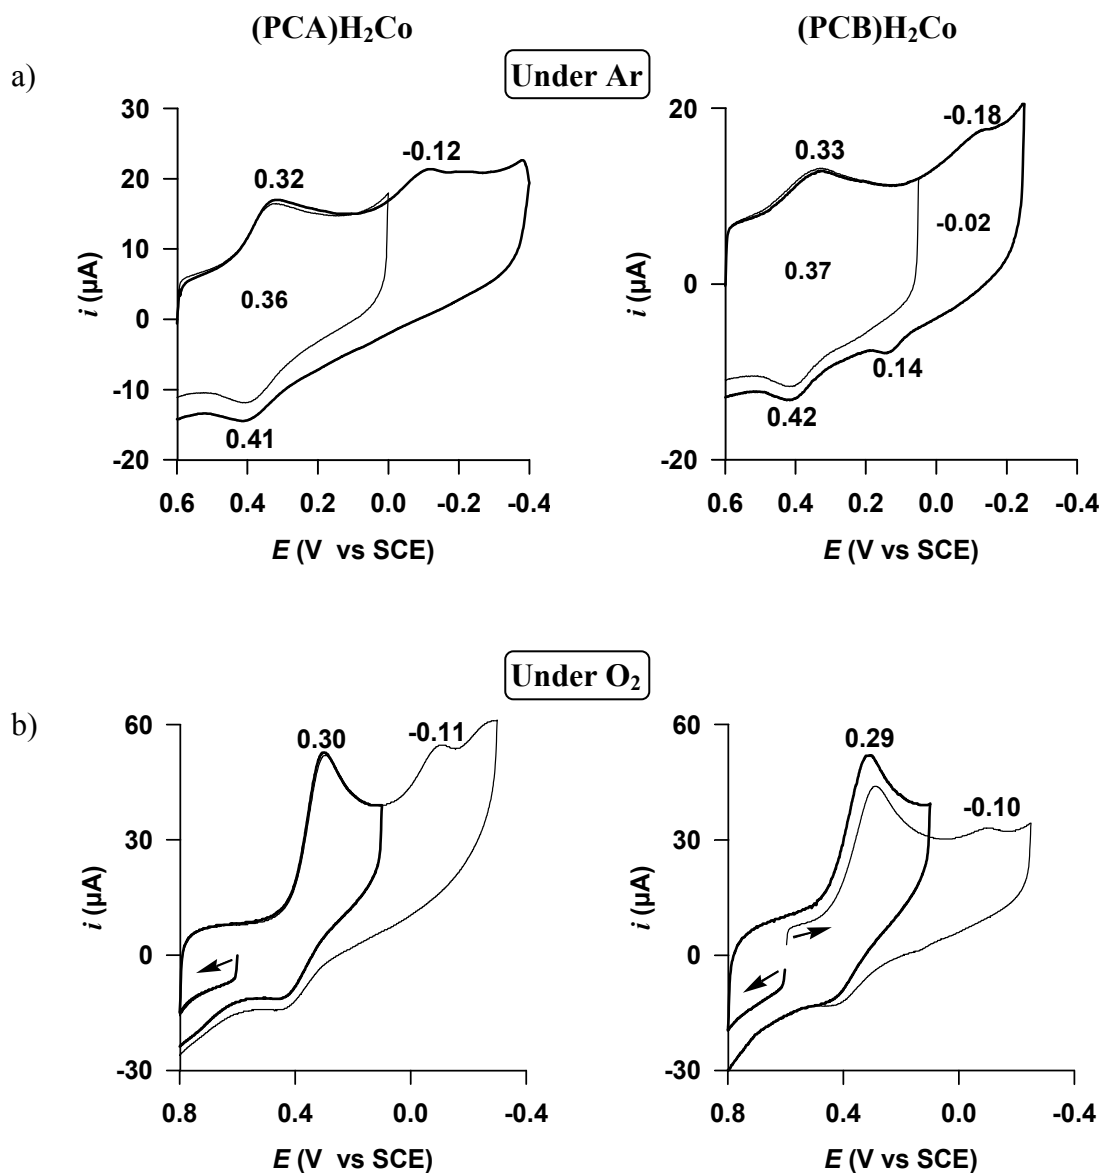 (PCA)H₂Co (PCB)H₂Co
a) Under Ar
30
20
10
0
-10
-20
i (µA)
0.32
-0.12
0.36
0.41
0.6 0.4 0.2 0.0 -0.2 -0.4
E (V vs SCE)
20
0
-20
i (µA)
0.33
-0.18
-0.02
0.37
0.14
0.42
0.6 0.4 0.2 0.0 -0.2 -0.4
E (V vs SCE)
b) Under O₂
60
30
0
-30
i (µA)
0.30
-0.11
0.8 0.4 0.0 -0.4
E (V vs SCE)
60
30
0
-30
i (µA)
0.29
-0.10
0.8 0.4 0.0 -0.4
E (V vs SCE)